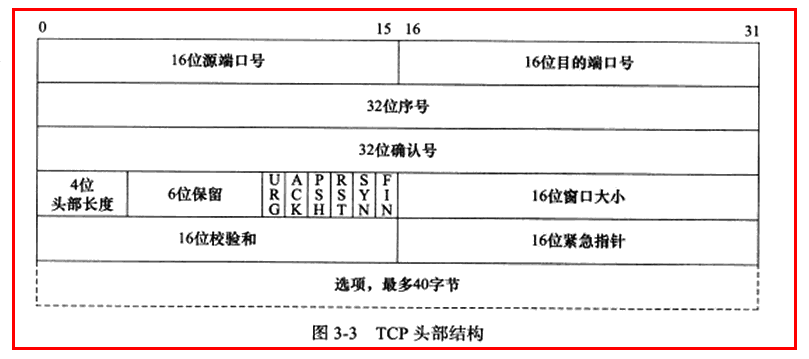 0 15 16 31
16位源端口号 16位目的端口号
32位序号
32位确认号
4位头部长度 6位保留 URG ACK PSH RST SYN FIN 16位窗口大小
16位校验和 16位紧急指针
选项，最多40字节
图 3-3 TCP 头部结构